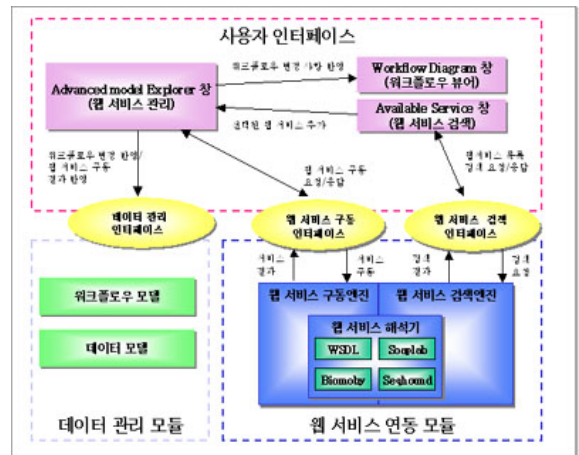 사용자 인터페이스
워크플로우 변경 사항 반영
Advanced model Explorer 창
(웹 서비스 관리)
Workflow Diagram 창
(워크플로우 뷰어)
Available Service 창
(웹 서비스 검색)
선택된 웹 서비스 추가
워크플로우 변경 반영/
웹 서비스 구동
결과 반영
웹 서비스 구동
요청/응답
웹 서비스 목록
검색 요청/응답
데이터 관리
인터페이스
웹 서비스 구동
인터페이스
웹 서비스 검색
인터페이스
서비스
결과
서비스
구동
검색
결과
검색
요청
웹 서비스 구동엔진
웹 서비스 검색엔진
워크플로우 모델
데이터 모델
웹 서비스 해석기
WSDL
Soaplab
Biomoby
Seqhound
데이터 관리 모듈
웹 서비스 연동 모듈